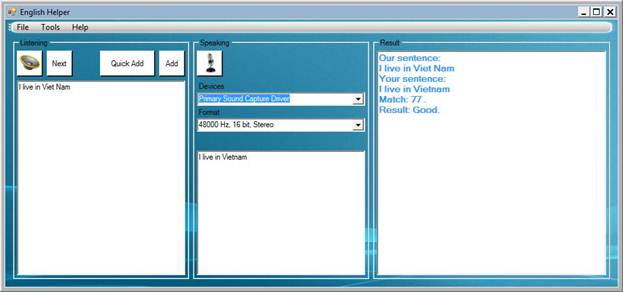 English Helper
File Tools Help
Listening:
Next
Quick Add
Add
I live in Viet Nam
Speaking:
Devices
Primary Sound Capture Driver
Format
48000 Hz, 16 bit, Stereo
I live in Vietnam
Result:
Our sentence:
I live in Viet Nam
Your sentence:
I live in Vietnam
Match: 77 .
Result: Good.